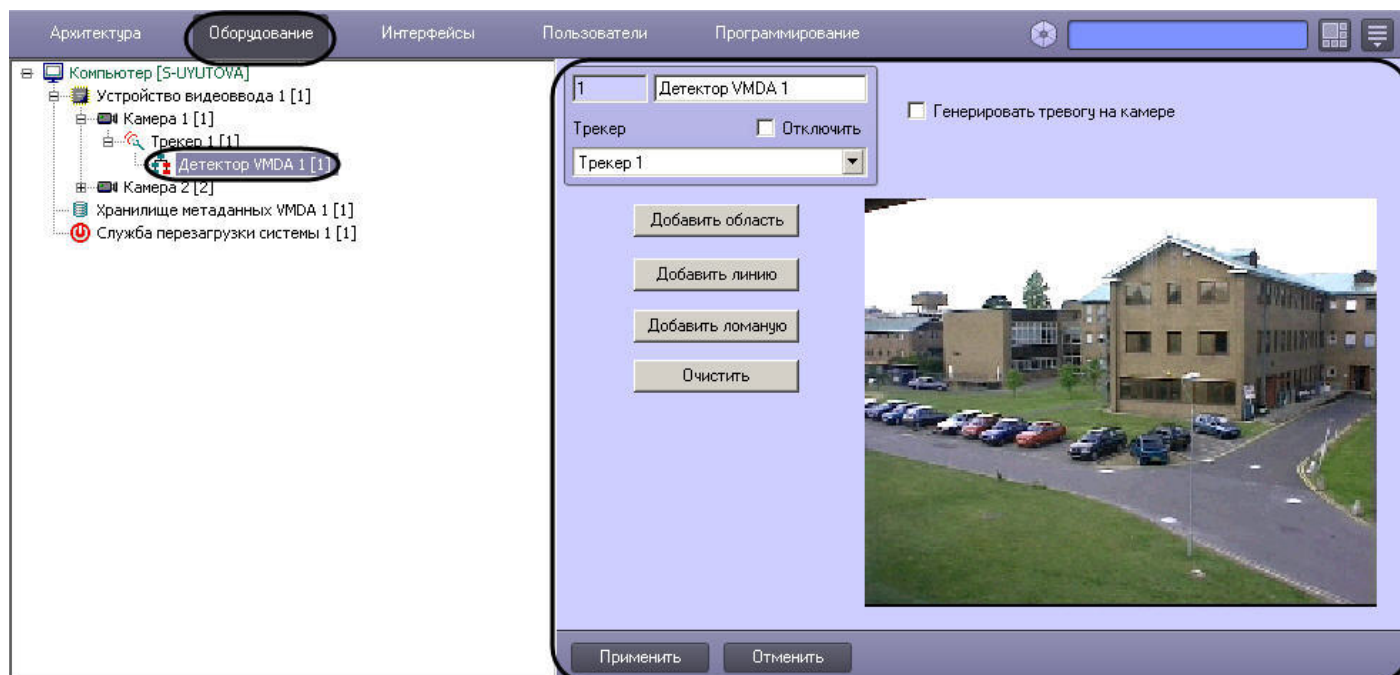 Архитектура Оборудование Интерфейсы Пользователи Программирование
Компьютер [S-UYUTOVA]
Устройство видеоввода 1 [1]
Камера 1 [1]
Трекер 1 [1]
Детектор VMDA 1 [1]
Камера 2 [2]
Хранилище метаданных VMDA 1 [1]
Служба перезагрузки системы 1 [1]
1 Детектор VMDA 1
Трекер Отключить
Трекер 1
Генерировать тревогу на камере
Добавить область
Добавить линию
Добавить ломаную
Очистить
Применить Отменить